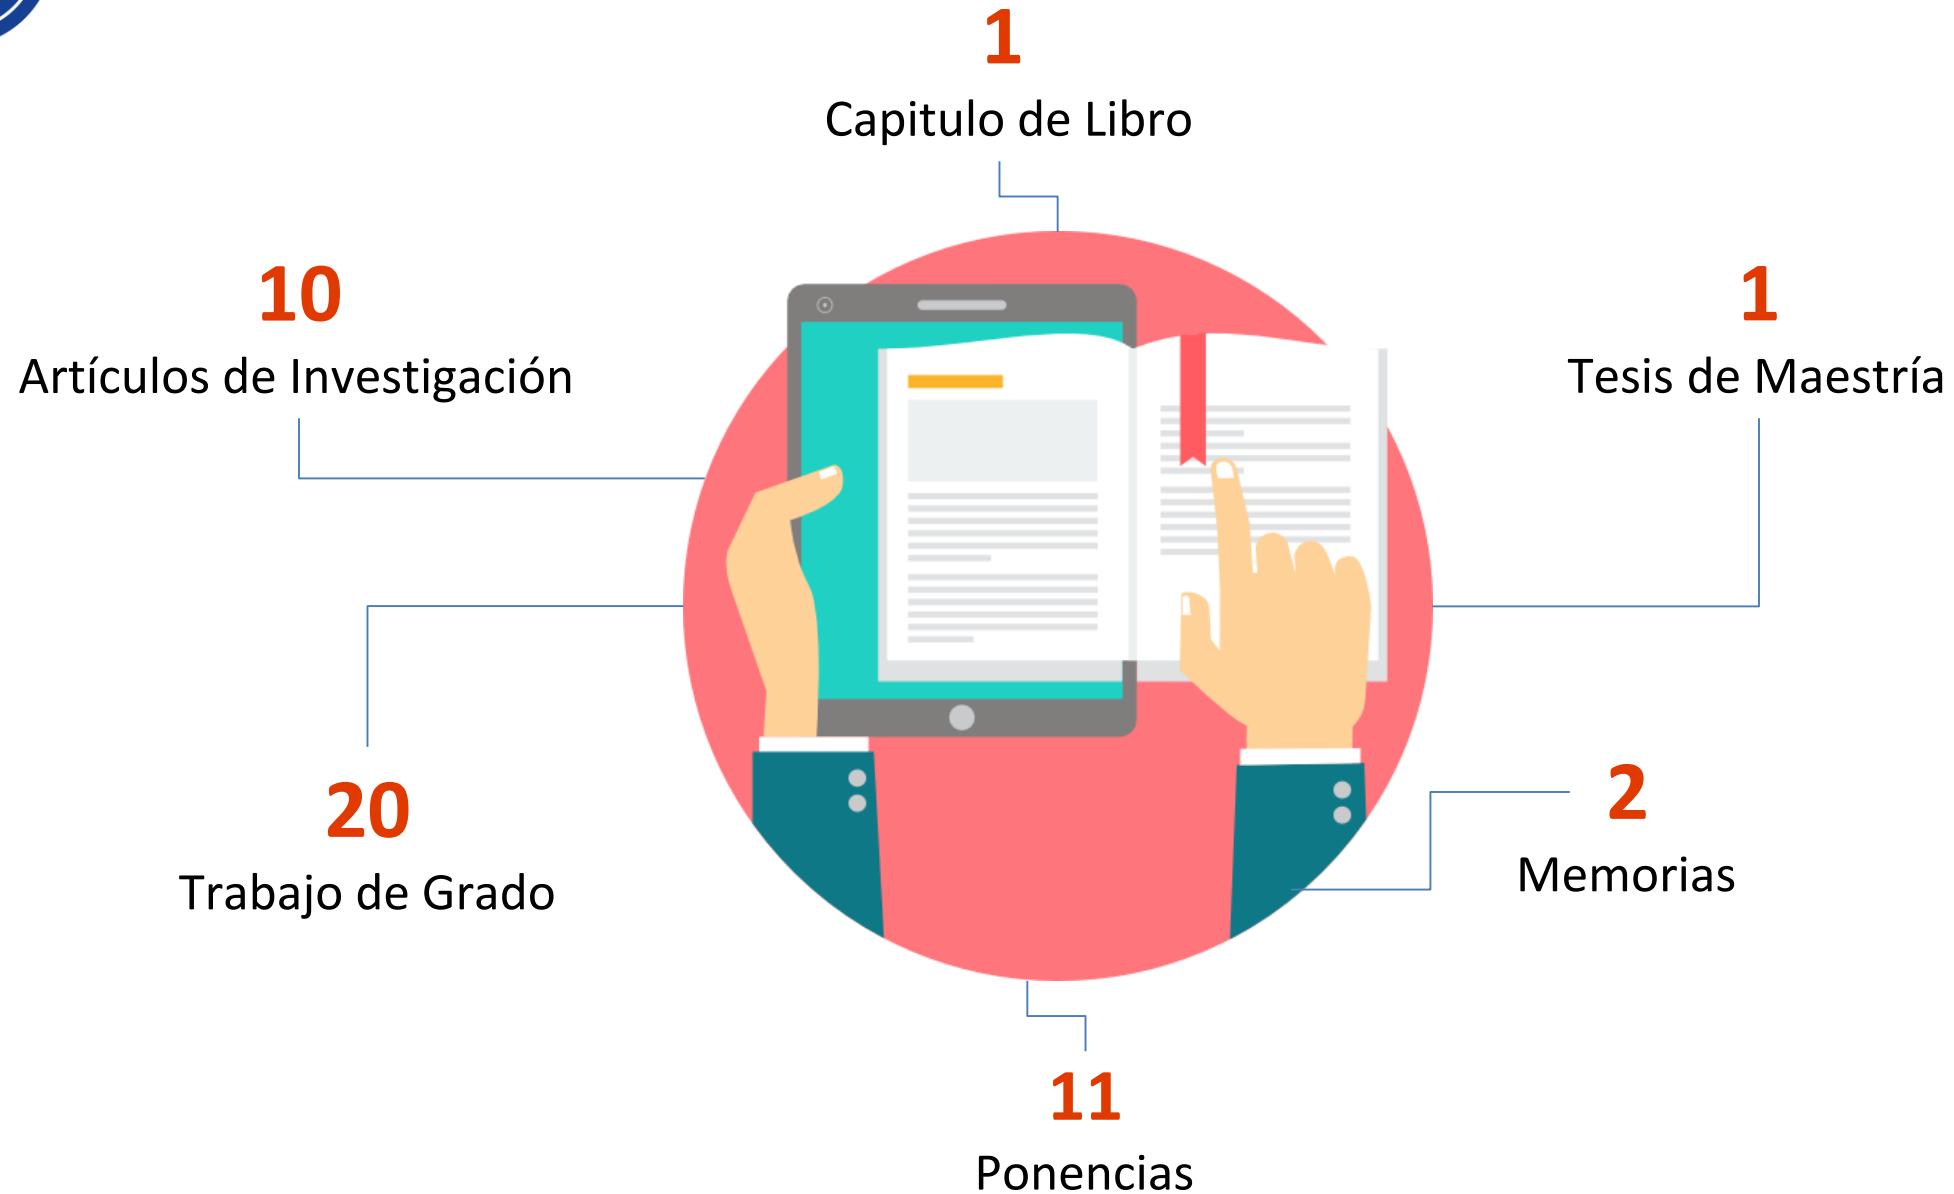 1
Capitulo de Libro
10
Artículos de Investigación
1
Tesis de Maestría
20
Trabajo de Grado
2
Memorias
11
Ponencias